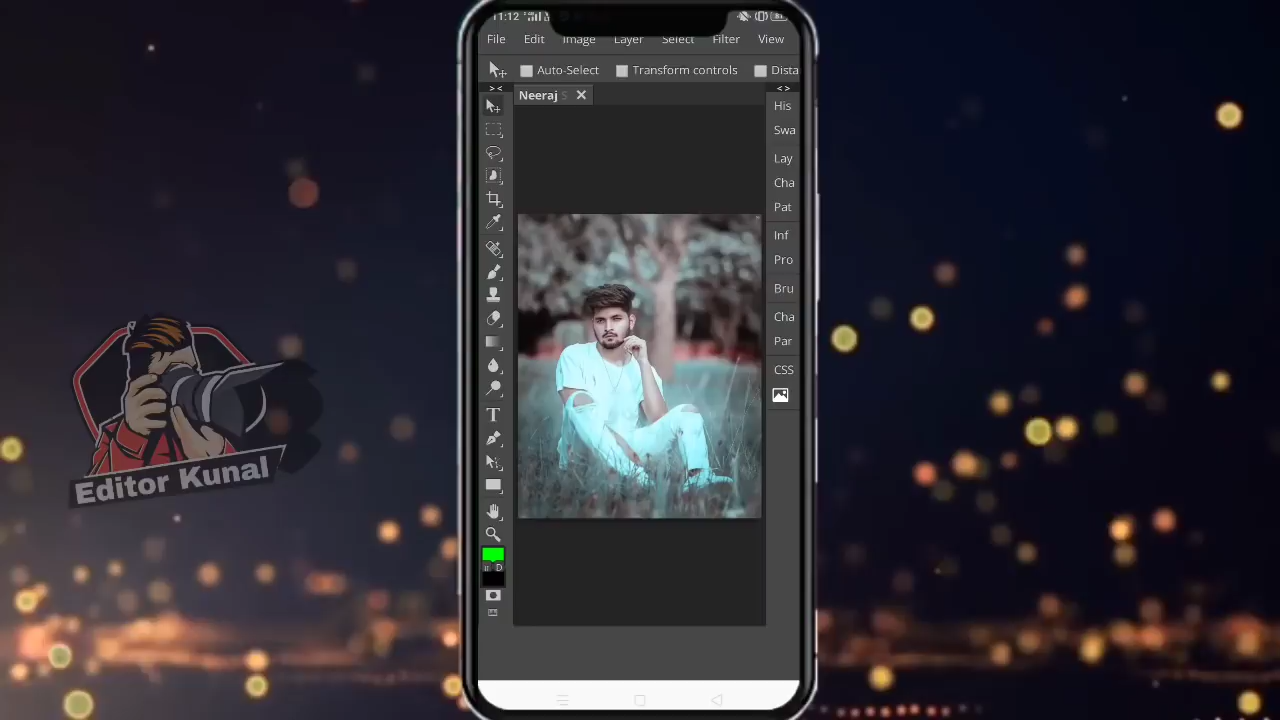 11:12
File Edit Image Layer Select Filter View
Auto-Select Transform controls Dista
Neeraj S
His
Swa
Lay
Cha
Pat
Inf
Pro
Bru
Cha
Par
CSS
T
D
Editor Kunal